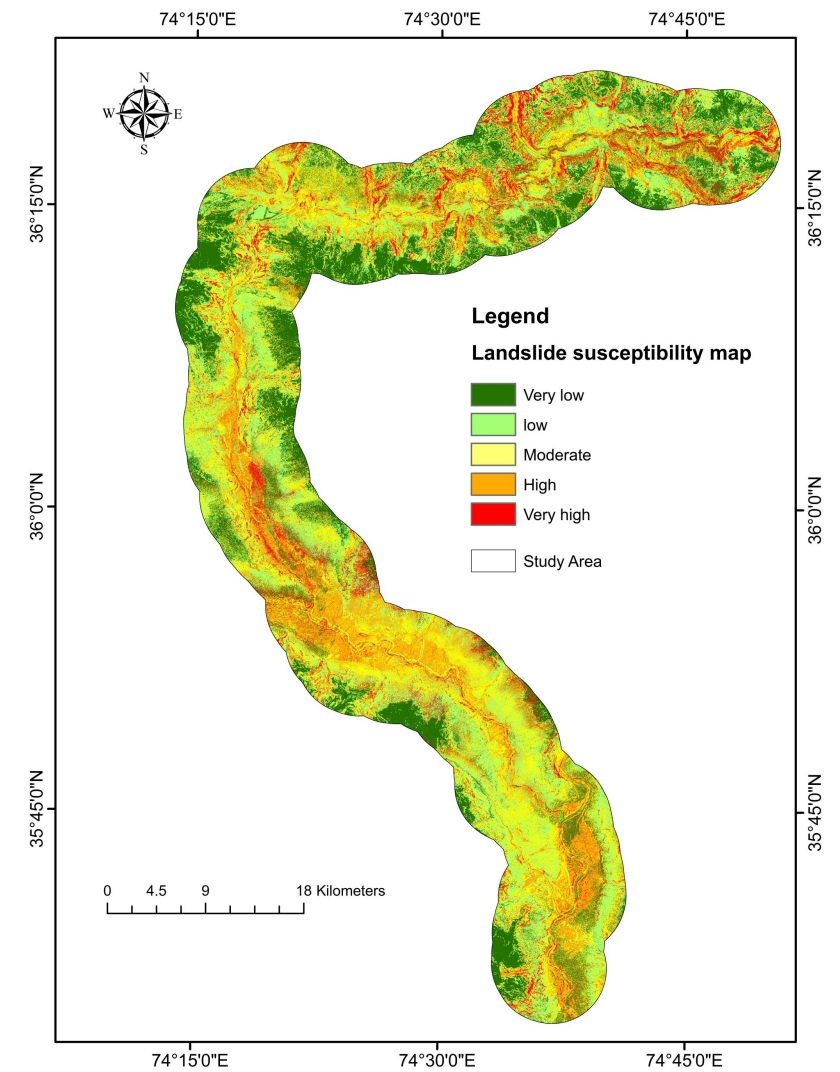 74°15'0"E 74°30'0"E 74°45'0"E
N
W E
S
36°15'0"N 36°15'0"N
Legend
Landslide susceptibility map
Very low
low
Moderate
High
Very high
Study Area
36°0'0"N 36°0'0"N
35°45'0"N 35°45'0"N
0 4.5 9 18 Kilometers
74°15'0"E 74°30'0"E 74°45'0"E